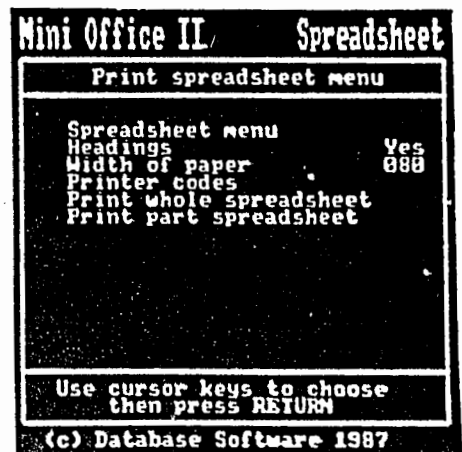 Mini Office II Spreadsheet
Print spreadsheet menu
Spreadsheet menu
Headings Yes
Width of paper 080
Printer codes
Print whole spreadsheet
Print part spreadsheet
Use cursor keys to choose
then press RETURN
(c) Database Software 1987